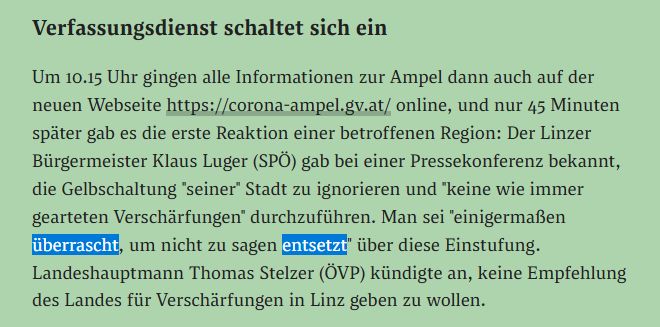 Verfassungsdienst schaltet sich ein
Um 10.15 Uhr gingen alle Informationen zur Ampel dann auch auf der
neuen Webseite https://corona-ampel.gv.at/ online, und nur 45 Minuten
später gab es die erste Reaktion einer betroffenen Region: Der Linzer
Bürgermeister Klaus Luger (SPÖ) gab bei einer Pressekonferenz bekannt,
die Gelbschaltung "seiner" Stadt zu ignorieren und "keine wie immer
gearteten Verschärfungen" durchzuführen. Man sei "einigermaßen
überrascht, um nicht zu sagen entsetzt" über diese Einstufung.
Landeshauptmann Thomas Stelzer (ÖVP) kündigte an, keine Empfehlung
des Landes für Verschärfungen in Linz geben zu wollen.